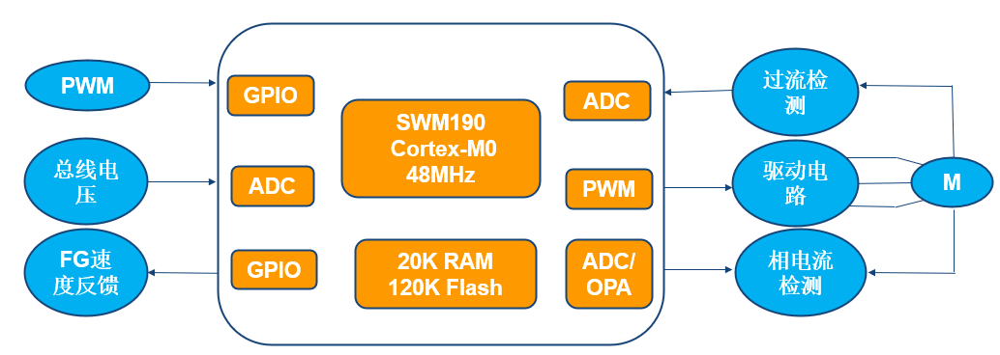 PWM
总线电
压
FG速
度反馈
GPIO
ADC
GPIO
SWM190
Cortex-M0
48MHz
20K RAM
120K Flash
ADC
PWM
ADC/
OPA
过流检
测
驱动电
路
相电流
检测
M